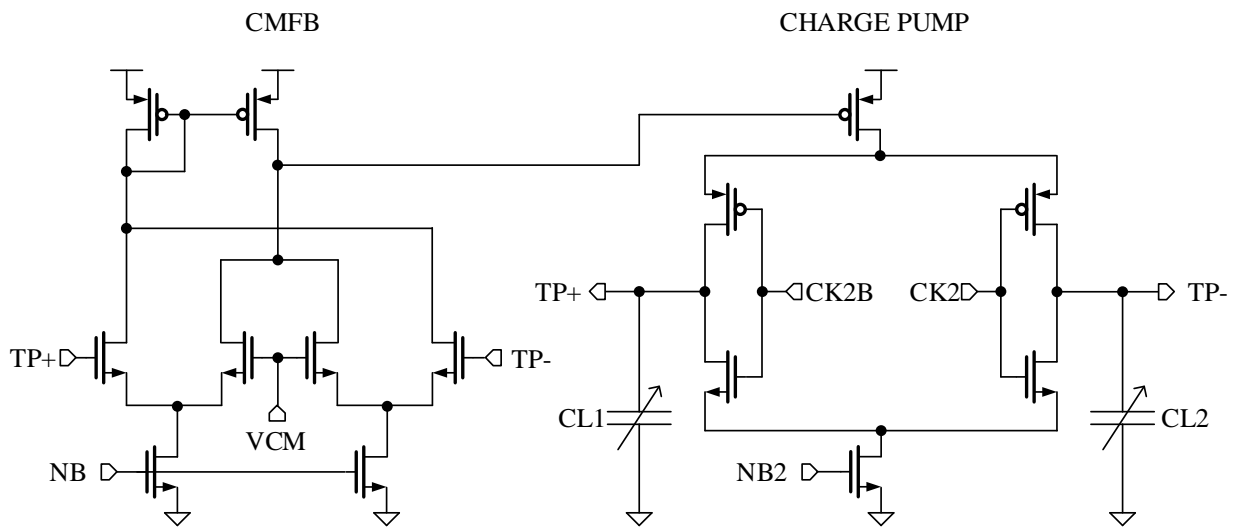 CMFB
CHARGE PUMP
TP+
CK2B
CK2
TP-
TP+
TP-
VCM
CL1
CL2
NB
NB2